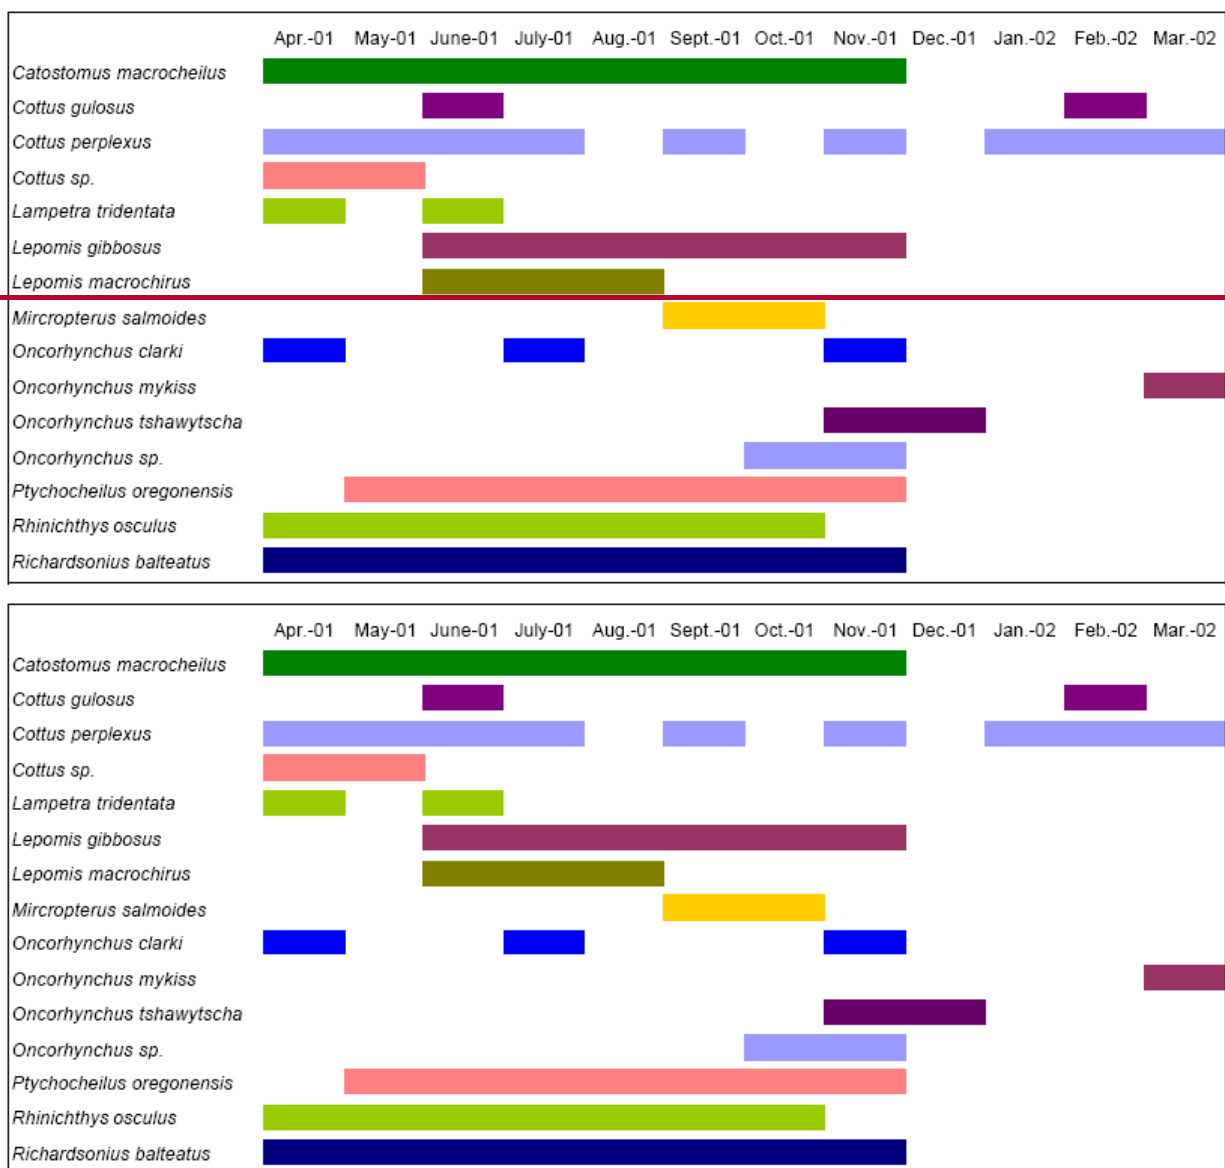 Apr.-01 May-01 June-01 July-01 Aug.-01 Sept.-01 Oct.-01 Nov.-01 Dec.-01 Jan.-02 Feb.-02 Mar.-02
Catostomus macrocheilus
Cottus gulosus
Cottus perplexus
Cottus sp.
Lampetra tridentata
Lepomis gibbosus
Lepomis macrochirus
Mircropterus salmoides
Oncorhynchus clarki
Oncorhynchus mykiss
Oncorhynchus tshawytscha
Oncorhynchus sp.
Ptychocheilus oregonensis
Rhinichthys osculus
Richardsonius balteatus
Apr.-01 May-01 June-01 July-01 Aug.-01 Sept.-01 Oct.-01 Nov.-01 Dec.-01 Jan.-02 Feb.-02 Mar.-02
Catostomus macrocheilus
Cottus gulosus
Cottus perplexus
Cottus sp.
Lampetra tridentata
Lepomis gibbosus
Lepomis macrochirus
Mircropterus salmoides
Oncorhynchus clarki
Oncorhynchus mykiss
Oncorhynchus tshawytscha
Oncorhynchus sp.
Ptychocheilus oregonensis
Rhinichthys osculus
Richardsonius balteatus